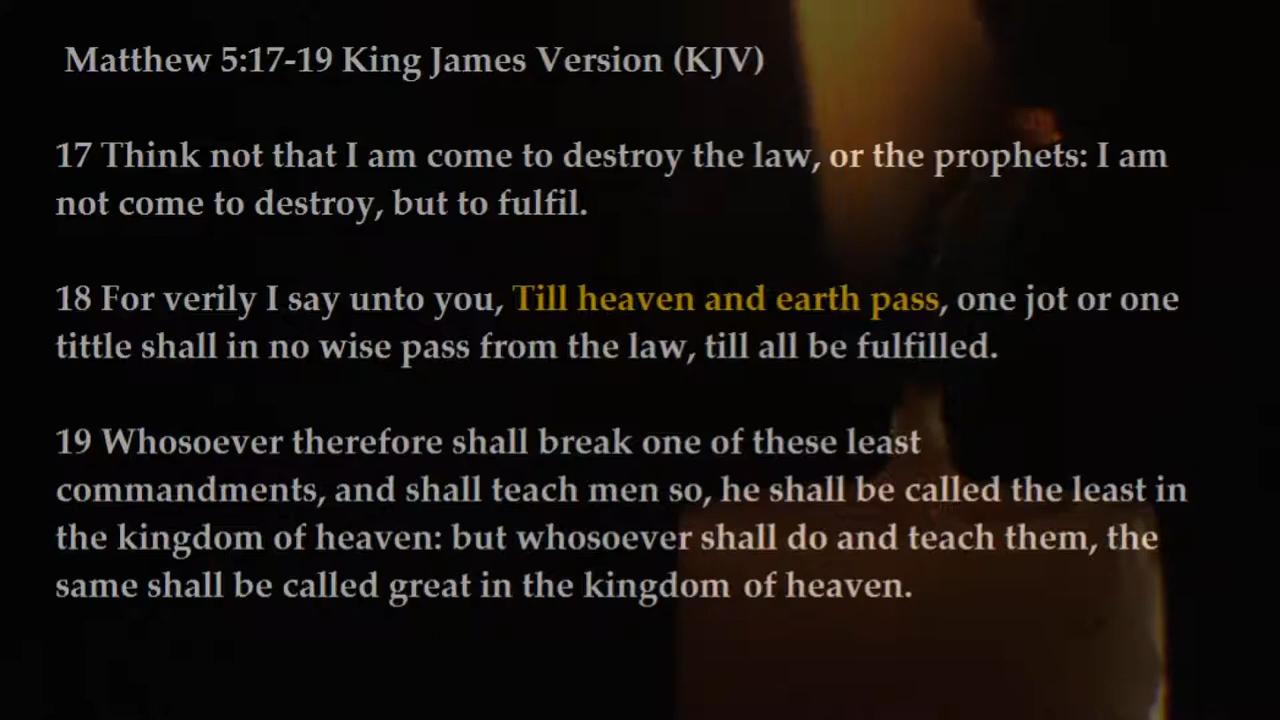 Matthew 5:17-19 King James Version (KJV)
17 Think not that I am come to destroy the law, or the prophets: I am
not come to destroy, but to fulfil.
18 For verily I say unto you, Till heaven and earth pass, one jot or one
tittle shall in no wise pass from the law, till all be fulfilled.
19 Whosoever therefore shall break one of these least
commandments, and shall teach men so, he shall be called the least in
the kingdom of heaven: but whosoever shall do and teach them, the
same shall be called great in the kingdom of heaven.